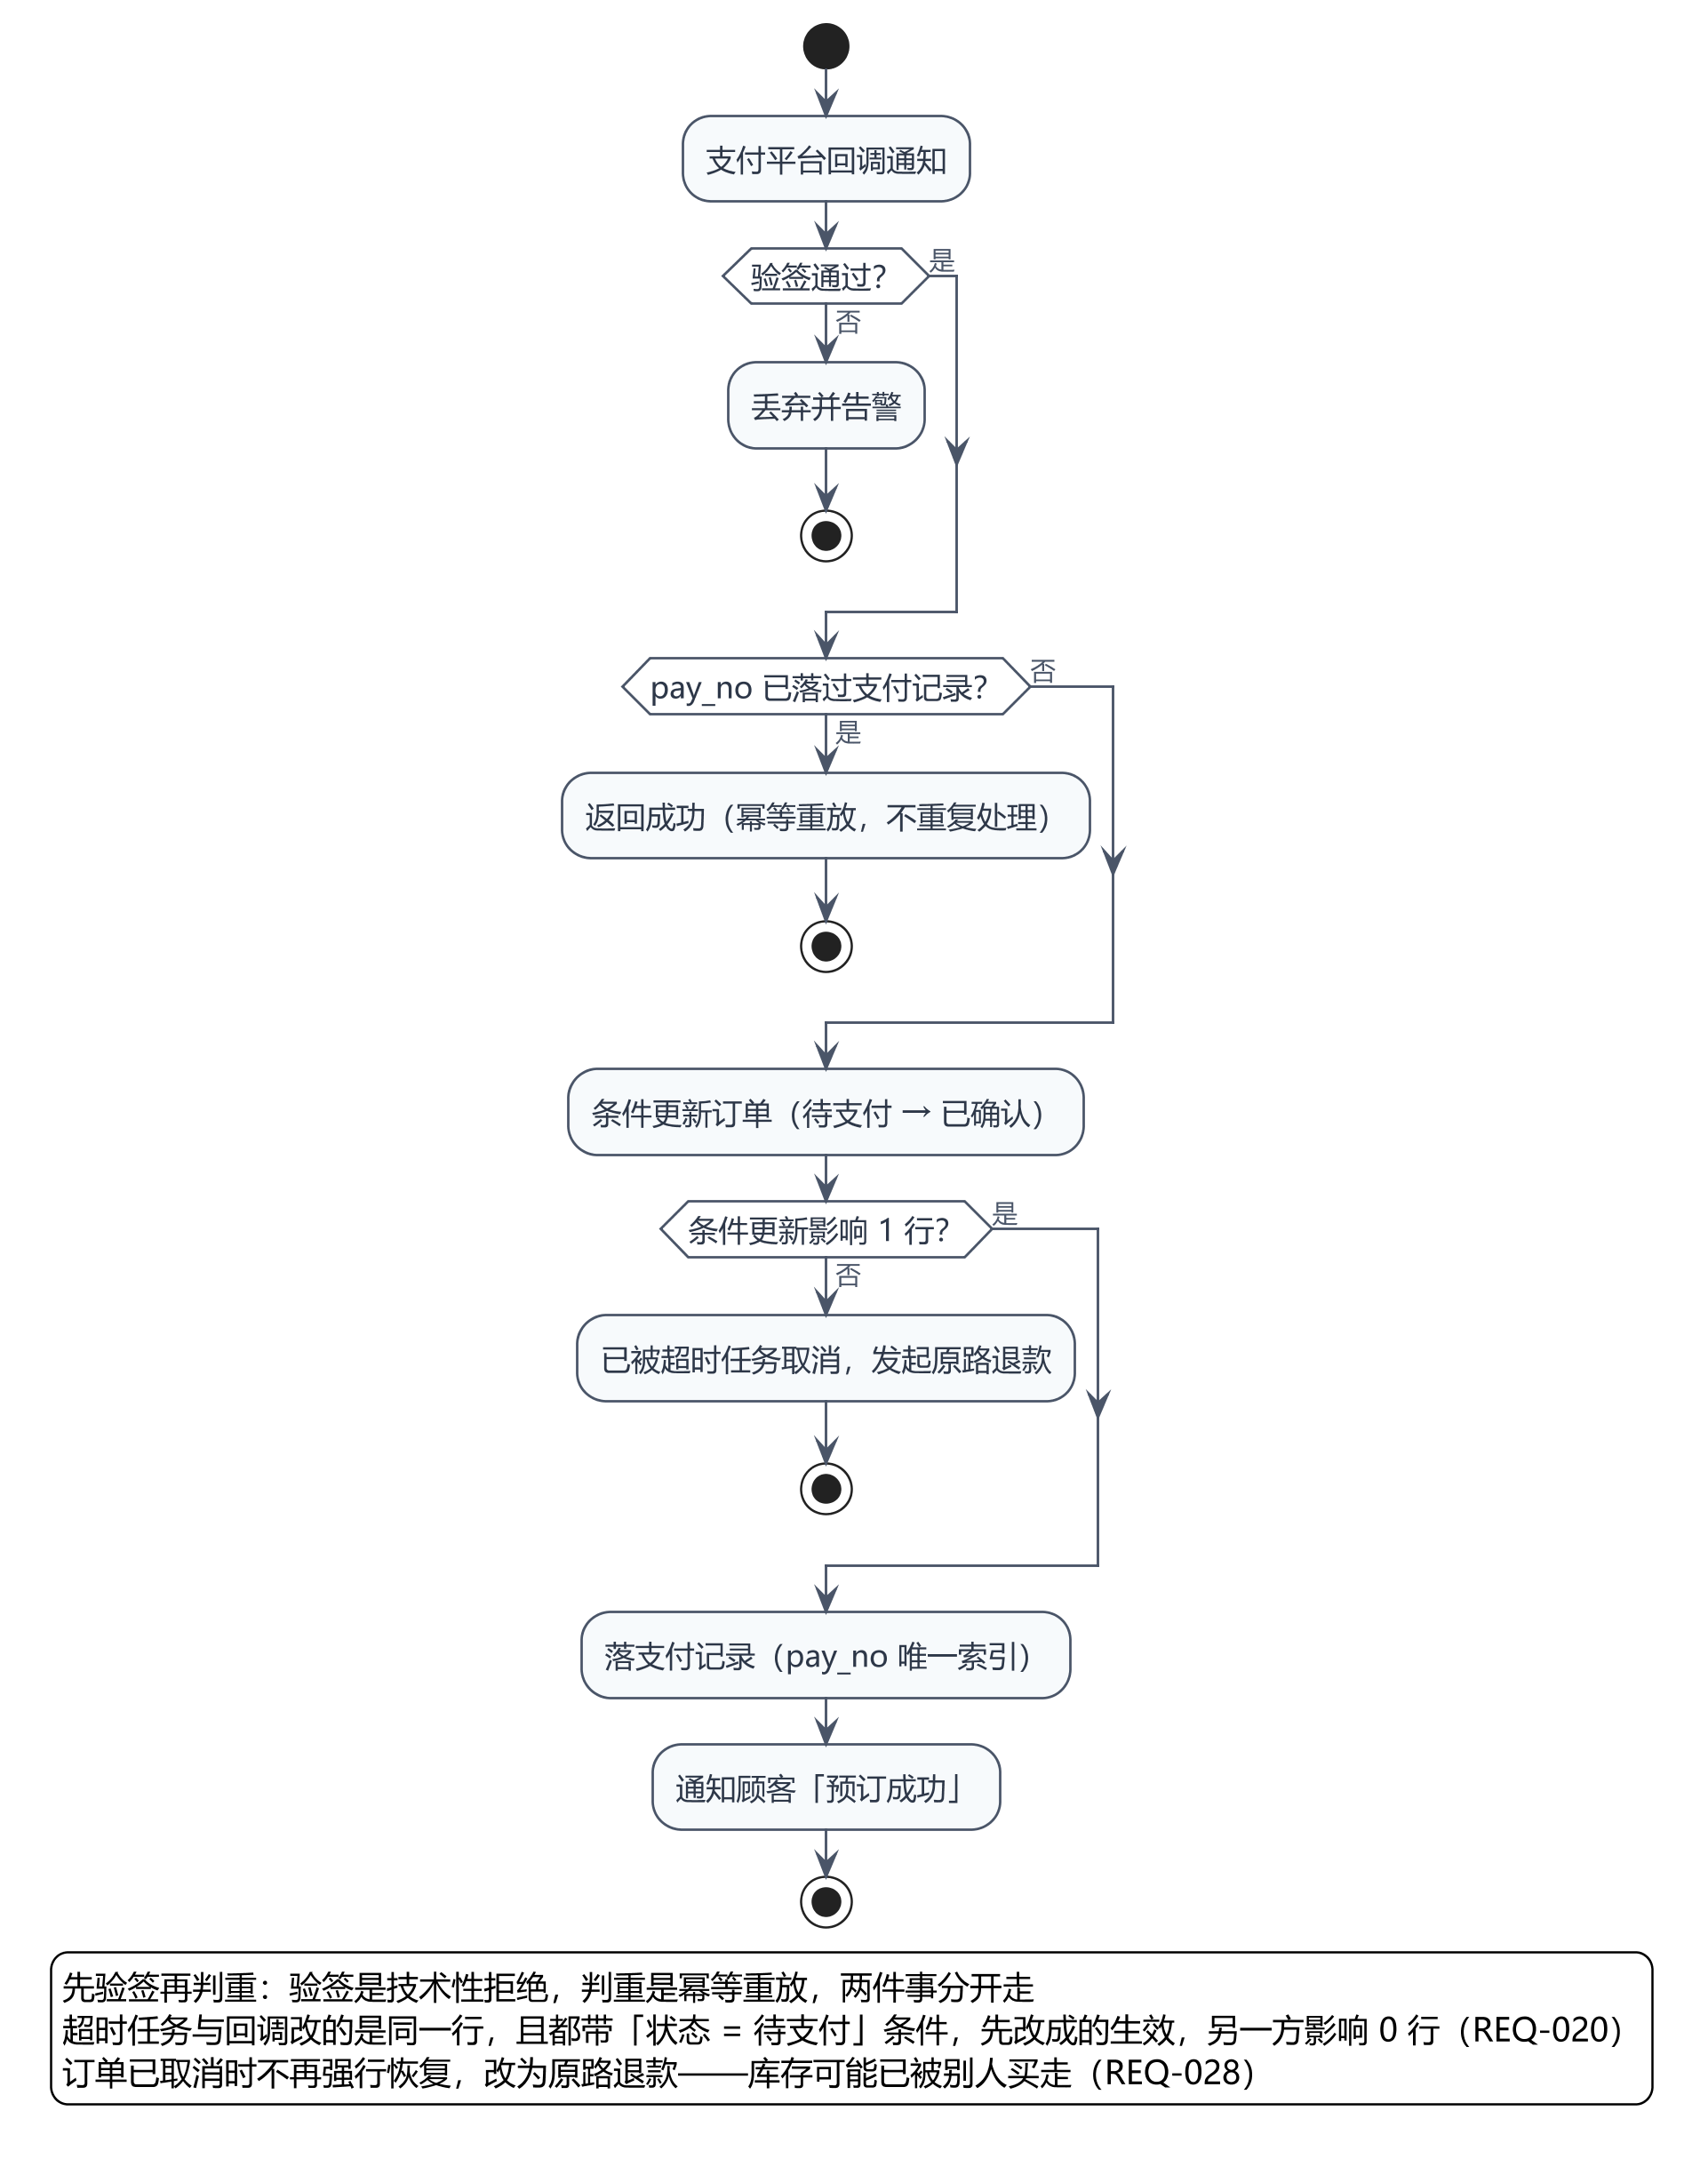 支付平台回调通知
验签通过？
是
否
丢弃并告警
pay_no 已落过支付记录？
否
是
返回成功（幂等重放，不重复处理）
条件更新订单（待支付 → 已确认）
条件更新影响 1 行？
是
否
已被超时任务取消，发起原路退款
落支付记录（pay_no 唯一索引）
通知顾客「预订成功」
先验签再判重：验签是技术性拒绝，判重是幂等重放，两件事分开走
超时任务与回调改的是同一行，且都带「状态 = 待支付」条件，先改成的生效，另一方影响 0 行（REQ-020）
订单已取消时不再强行恢复，改为原路退款——库存可能已被别人买走（REQ-028）